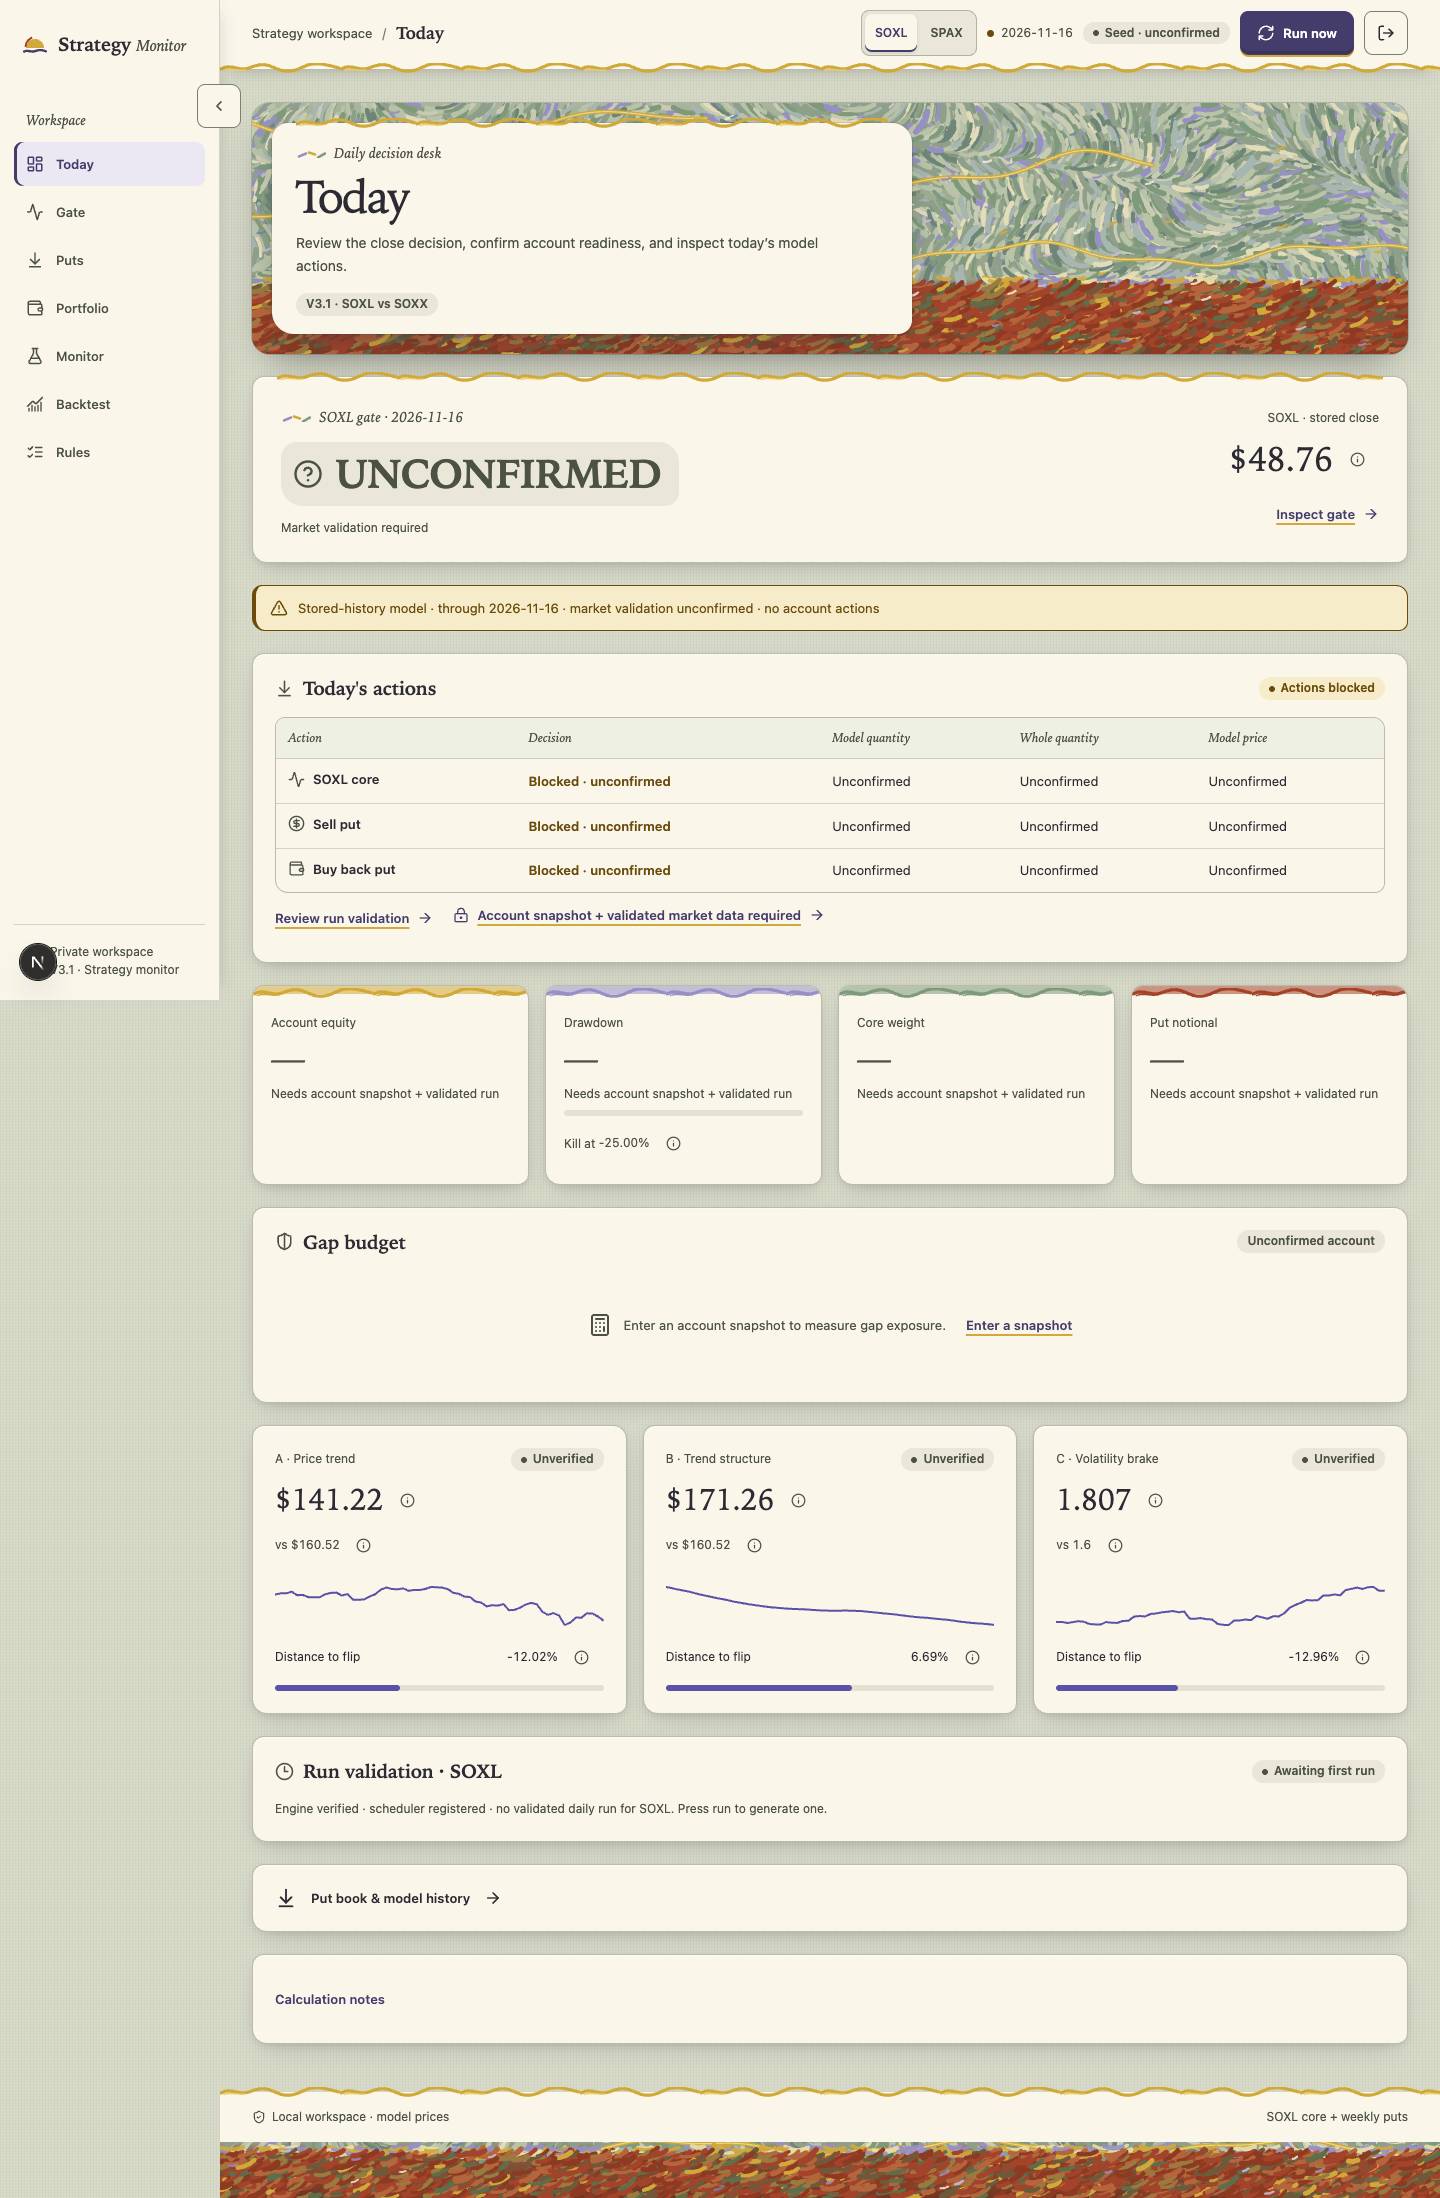 Strategy Monitor
Workspace
Today
Gate
Puts
Portfolio
Monitor
Backtest
Rules
N
Private workspace
V3.1 · Strategy monitor
Strategy workspace / Today
SOXL SPAX
2026-11-16
Seed · unconfirmed
Run now
Daily decision desk
Today
Review the close decision, confirm account readiness, and inspect today's model
actions.
V3.1 · SOXL vs SOXX
SOXL gate · 2026-11-16
UNCONFIRMED
Market validation required
SOXL · stored close
$48.76
Inspect gate
Stored-history model · through 2026-11-16 · market validation unconfirmed · no account actions
Today's actions
Actions blocked
Action Decision Model quantity Whole quantity Model price
SOXL core Blocked · unconfirmed Unconfirmed Unconfirmed Unconfirmed
Sell put Blocked · unconfirmed Unconfirmed Unconfirmed Unconfirmed
Buy back put Blocked · unconfirmed Unconfirmed Unconfirmed Unconfirmed
Review run validation
Account snapshot + validated market data required
Account equity
—
Needs account snapshot + validated run
Drawdown
—
Needs account snapshot + validated run
Kill at -25.00%
Core weight
—
Needs account snapshot + validated run
Put notional
—
Needs account snapshot + validated run
Gap budget
Unconfirmed account
Enter an account snapshot to measure gap exposure. Enter a snapshot
A · Price trend
Unverified
$141.22
vs $160.52
Distance to flip -12.02%
B · Trend structure
Unverified
$171.26
vs $160.52
Distance to flip 6.69%
C · Volatility brake
Unverified
1.807
vs 1.6
Distance to flip -12.96%
Run validation · SOXL
Awaiting first run
Engine verified · scheduler registered · no validated daily run for SOXL. Press run to generate one.
Put book & model history
Calculation notes
Local workspace · model prices
SOXL core + weekly puts